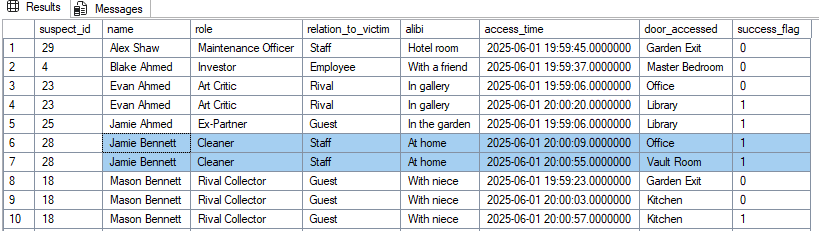 Results Messages
suspect_id name role relation_to_victim alibi access_time door_accessed success_flag
1 29 Alex Shaw Maintenance Officer Staff Hotel room 2025-06-01 19:59:45.0000000 Garden Exit 0
2 4 Blake Ahmed Investor Employee With a friend 2025-06-01 19:59:37.0000000 Master Bedroom 0
3 23 Evan Ahmed Art Critic Rival In gallery 2025-06-01 19:59:06.0000000 Office 0
4 23 Evan Ahmed Art Critic Rival In gallery 2025-06-01 20:00:20.0000000 Library 1
5 25 Jamie Ahmed Ex-Partner Guest In the garden 2025-06-01 19:59:06.0000000 Library 1
6 28 Jamie Bennett Cleaner Staff At home 2025-06-01 20:00:09.0000000 Office 1
7 28 Jamie Bennett Cleaner Staff At home 2025-06-01 20:00:55.0000000 Vault Room 1
8 18 Mason Bennett Rival Collector Guest With niece 2025-06-01 19:59:23.0000000 Garden Exit 0
9 18 Mason Bennett Rival Collector Guest With niece 2025-06-01 20:00:03.0000000 Kitchen 0
10 18 Mason Bennett Rival Collector Guest With niece 2025-06-01 20:00:57.0000000 Kitchen 1